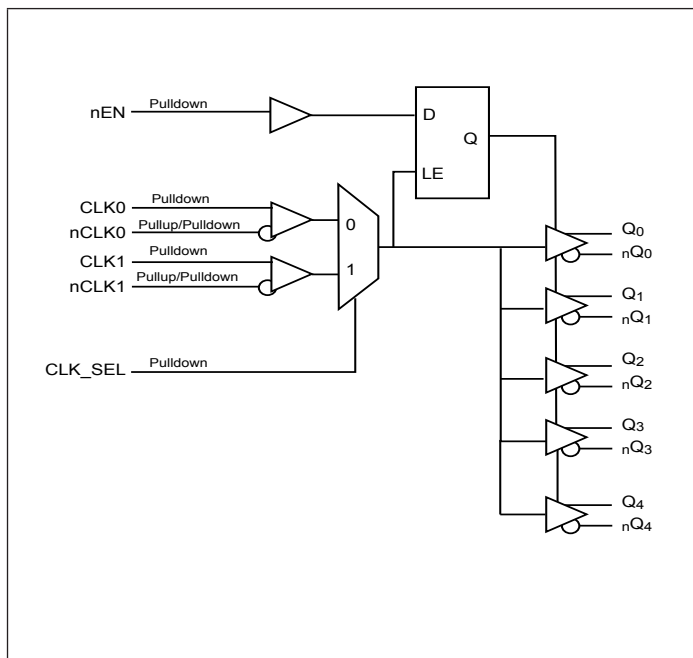 nEN Pulldown
D
Q
LE
CLK0 Pulldown
nCLK0 Pullup/Pulldown
CLK1 Pulldown
nCLK1 Pullup/Pulldown
0
1
CLK_SEL Pulldown
Q0
nQ0
Q1
nQ1
Q2
nQ2
Q3
nQ3
Q4
nQ4